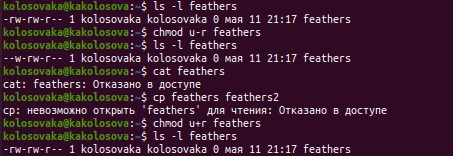 kolosovaka@kakolosova:~$ ls -l feathers
-rw-rw-r-- 1 kolosovaka kolosovaka 0 мая 11 21:17 feathers
kolosovaka@kakolosova:~$ chmod u-r feathers
kolosovaka@kakolosova:~$ ls -l feathers
--w-rw-r-- 1 kolosovaka kolosovaka 0 мая 11 21:17 feathers
kolosovaka@kakolosova:~$ cat feathers
cat: feathers: Отказано в доступе
kolosovaka@kakolosova:~$ cp feathers feathers2
cp: невозможно открыть 'feathers' для чтения: Отказано в доступе
kolosovaka@kakolosova:~$ chmod u+r feathers
kolosovaka@kakolosova:~$ ls -l feathers
-rw-rw-r-- 1 kolosovaka kolosovaka 0 мая 11 21:17 feathers